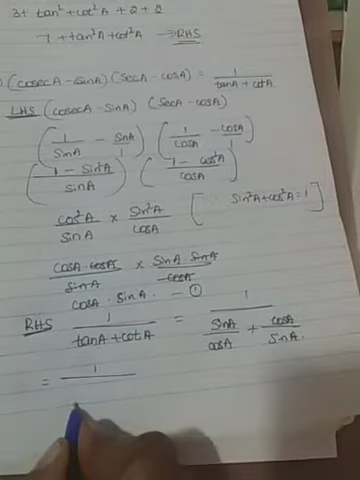 3+ tan²+cot²A +2+2
7+tan²A+cot²A ⇒RHS
(cosecA-sinA)(SecA-cosA) = 1/(tanA+cotA)
LHS (cosecA-SinA) (SecA-cosA)
(1/SinA - SinA/1) (1/cosA - cosA/1)
(1-Sin²A/SinA) (1-cos²A/cosA)
cos²A/SinA × Sin²A/cosA [∵ Sin²A+cos²A=1]
cosA·cosA/SinA × SinA·SinA/cosA
cosA·SinA. —①
RHS 1/(tanA+cotA) = 1/(SinA/cosA + cosA/SinA.)
= 1